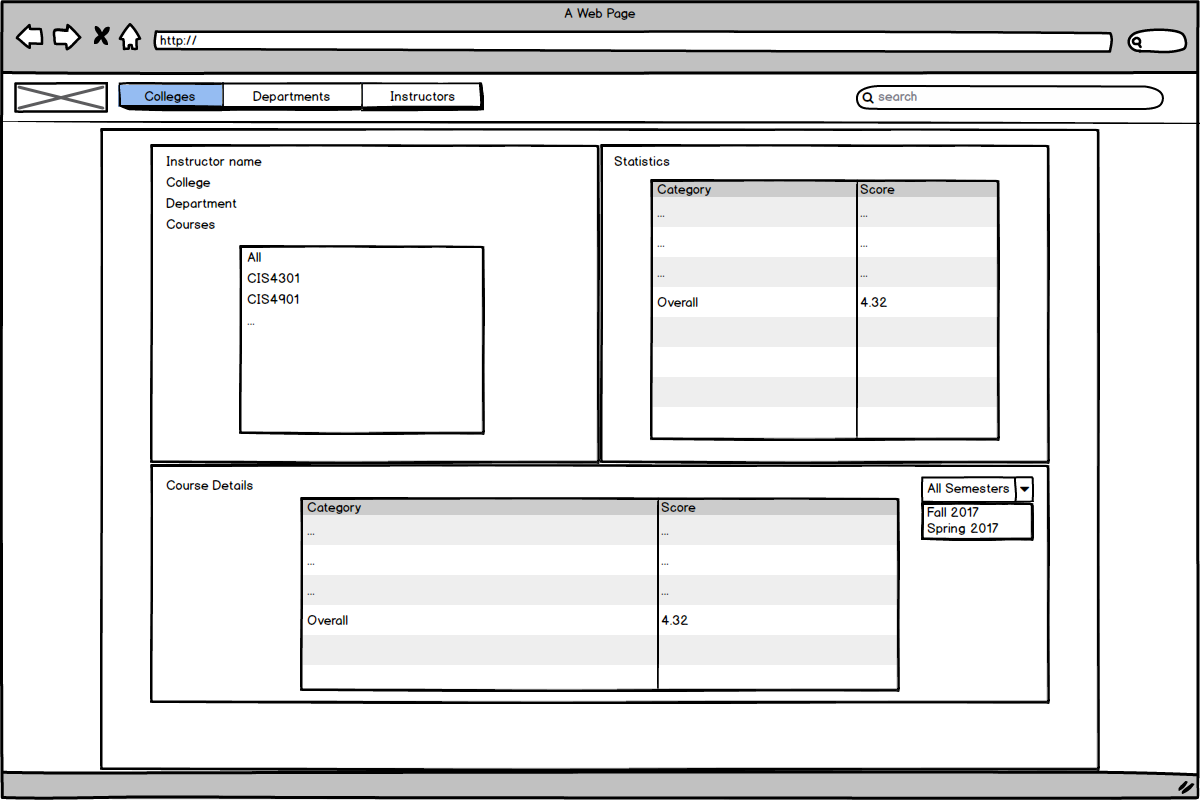 A Web Page
http://
Colleges Departments Instructors
search
Instructor name
College
Department
Courses
All
CIS4301
CIS4901
...
Statistics
Category Score
... ...
... ...
... ...
Overall 4.32
Course Details
All Semesters
Fall 2017
Spring 2017
Category Score
... ...
... ...
... ...
Overall 4.32